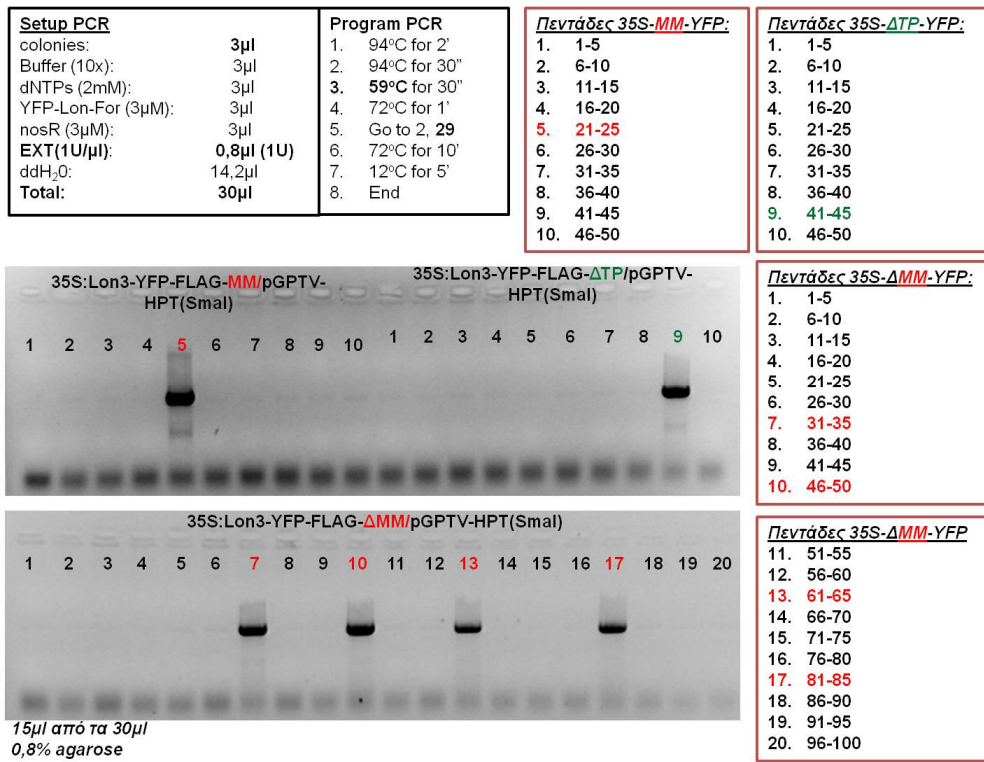 Setup PCR
colonies: 3μl
Buffer (10x): 3μl
dNTPs (2mM): 3μl
YFP-Lon-For (3μM): 3μl
nosR (3μM): 3μl
EXT(1U/μl): 0,8μl (1U)
ddH₂0: 14,2μl
Total: 30μl
Program PCR
1. 94°C for 2'
2. 94°C for 30"
3. 59°C for 30"
4. 72°C for 1'
5. Go to 2, 29
6. 72°C for 10'
7. 12°C for 5'
8. End
Πεντάδες 35S-MM-YFP:
1. 1-5
2. 6-10
3. 11-15
4. 16-20
5. 21-25
6. 26-30
7. 31-35
8. 36-40
9. 41-45
10. 46-50
Πεντάδες 35S-ΔTP-YFP:
1. 1-5
2. 6-10
3. 11-15
4. 16-20
5. 21-25
6. 26-30
7. 31-35
8. 36-40
9. 41-45
10. 46-50
35S:Lon3-YFP-FLAG-MM/pGPTV-
HPT(SmaI)
1 2 3 4 5 6 7 8 9 10
35S:Lon3-YFP-FLAG-ΔTP/pGPTV-
HPT(SmaI)
1 2 3 4 5 6 7 8 9 10
Πεντάδες 35S-ΔMM-YFP:
1. 1-5
2. 6-10
3. 11-15
4. 16-20
5. 21-25
6. 26-30
7. 31-35
8. 36-40
9. 41-45
10. 46-50
35S:Lon3-YFP-FLAG-ΔMM/pGPTV-HPT(SmaI)
1 2 3 4 5 6 7 8 9 10 11 12 13 14 15 16 17 18 19 20
Πεντάδες 35S-ΔMM-YFP
11. 51-55
12. 56-60
13. 61-65
14. 66-70
15. 71-75
16. 76-80
17. 81-85
18. 86-90
19. 91-95
20. 96-100
15μl από τα 30μl
0,8% agarose